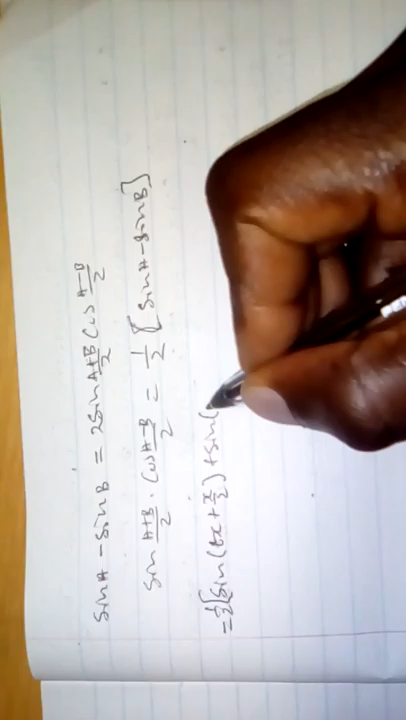 sinA - sinB = 2sin A+B/2 cos A-B/2
sin A+B/2 . cos A-B/2 = 1/2 [sinA - sinB]
= 1/2 [sin(6x + x/2) + sin(